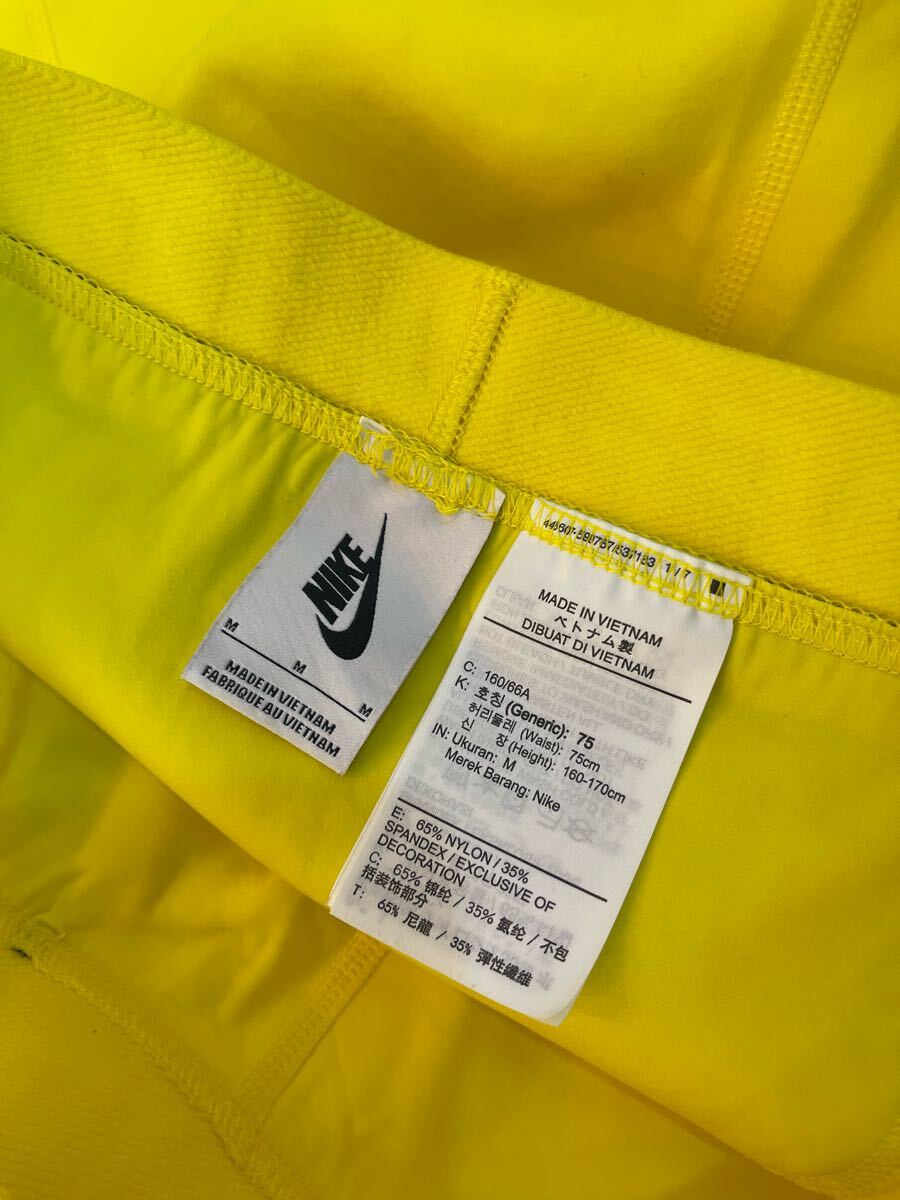 NIKE
M
M
M
MADE IN VIETNAM
FABRIQUE AU VIETNAM
1 / 7
MADE IN VIETNAM
ベトナム製
DIBUAT DI VIETNAM
C: 160/66A
K: 호칭 (Generic): 75
허리둘레 (Waist): 75cm
신 장 (Height): 160-170cm
IN: Ukuran: M
Merek Barang: Nike
E: 65% NYLON / 35%
SPANDEX / EXCLUSIVE OF
DECORATION
C: 65% 锦纶 / 35% 氨纶 / 不包
括装饰部分
T: 65% 尼龍 / 35% 彈性纖維